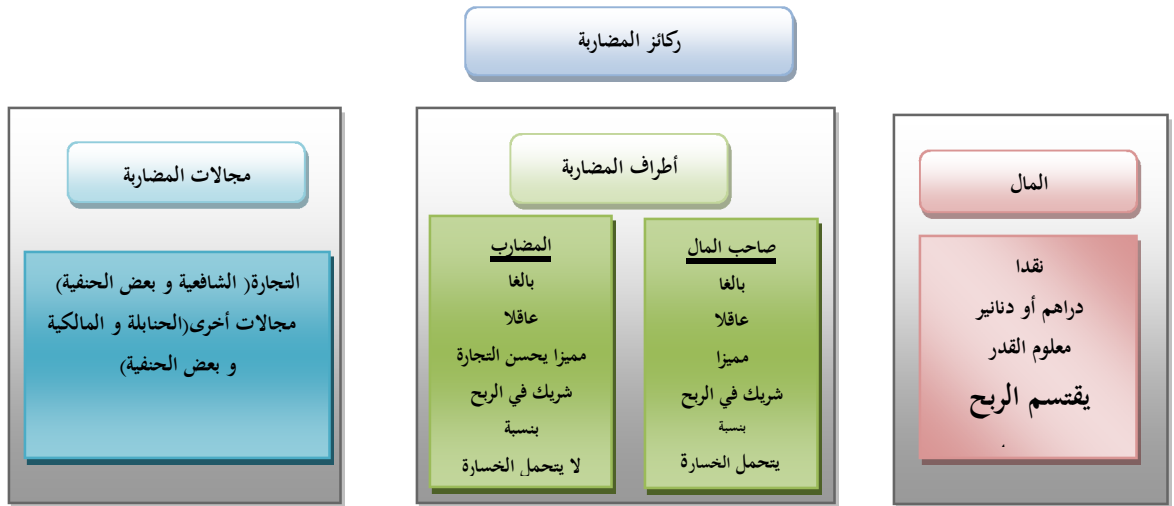 ركائز المضاربة
المال
نقدا
دراهم أو دنانير
معلوم القدر
يقتسم الربح
أطراف المضاربة
صاحب المال
بالغا
عاقلا
مميزا
شريك في الربح
بنسبة
يتحمل الخسارة
المضارب
بالغا
عاقلا
مميزا يحسن التجارة
شريك في الربح
بنسبة
لا يتحمل الخسارة
مجالات المضاربة
التجارة( الشافعية و بعض الحنفية)
مجالات أخرى(الحنابلة و المالكية
و بعض الحنفية)